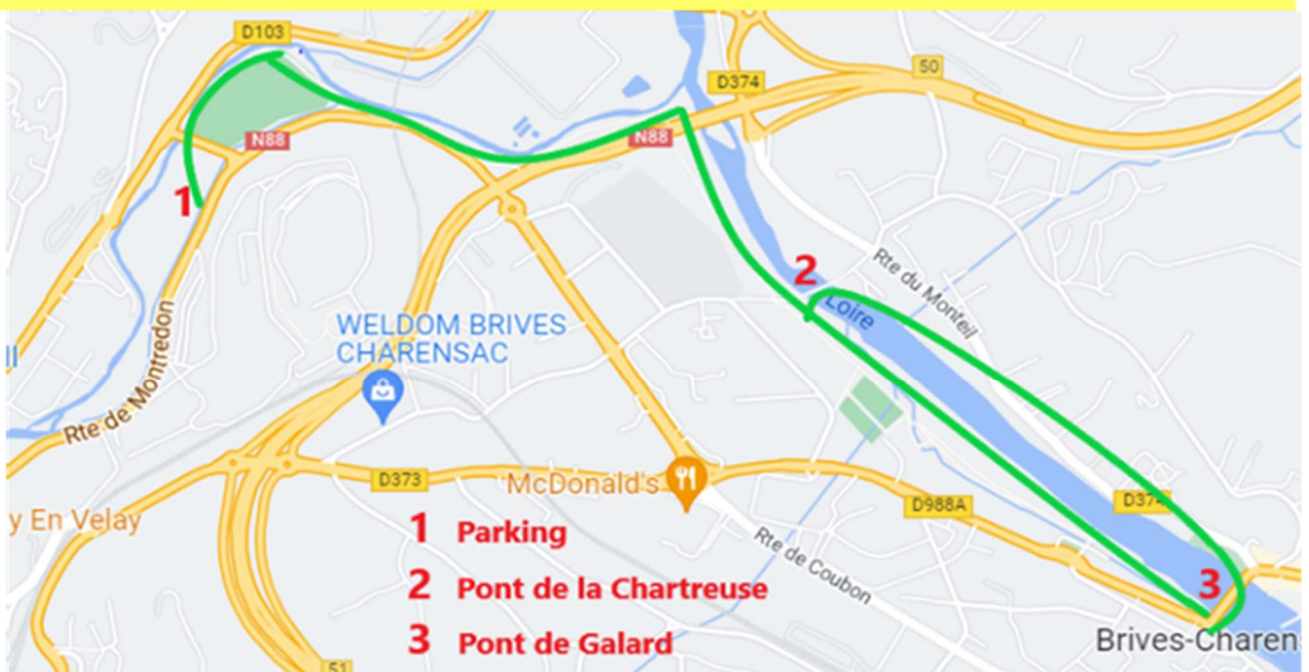 D103
D374
50
N88
N88
1
2
Rte du Monteil
Loire
WELDOM BRIVES
CHARENSAC
Rte de Montredon
ll
D373
McDonald's
D988A
D374
y En Velay
1 Parking
Rte de Coubon
2 Pont de la Chartreuse
3
3 Pont de Galard
Brives-Charen
51